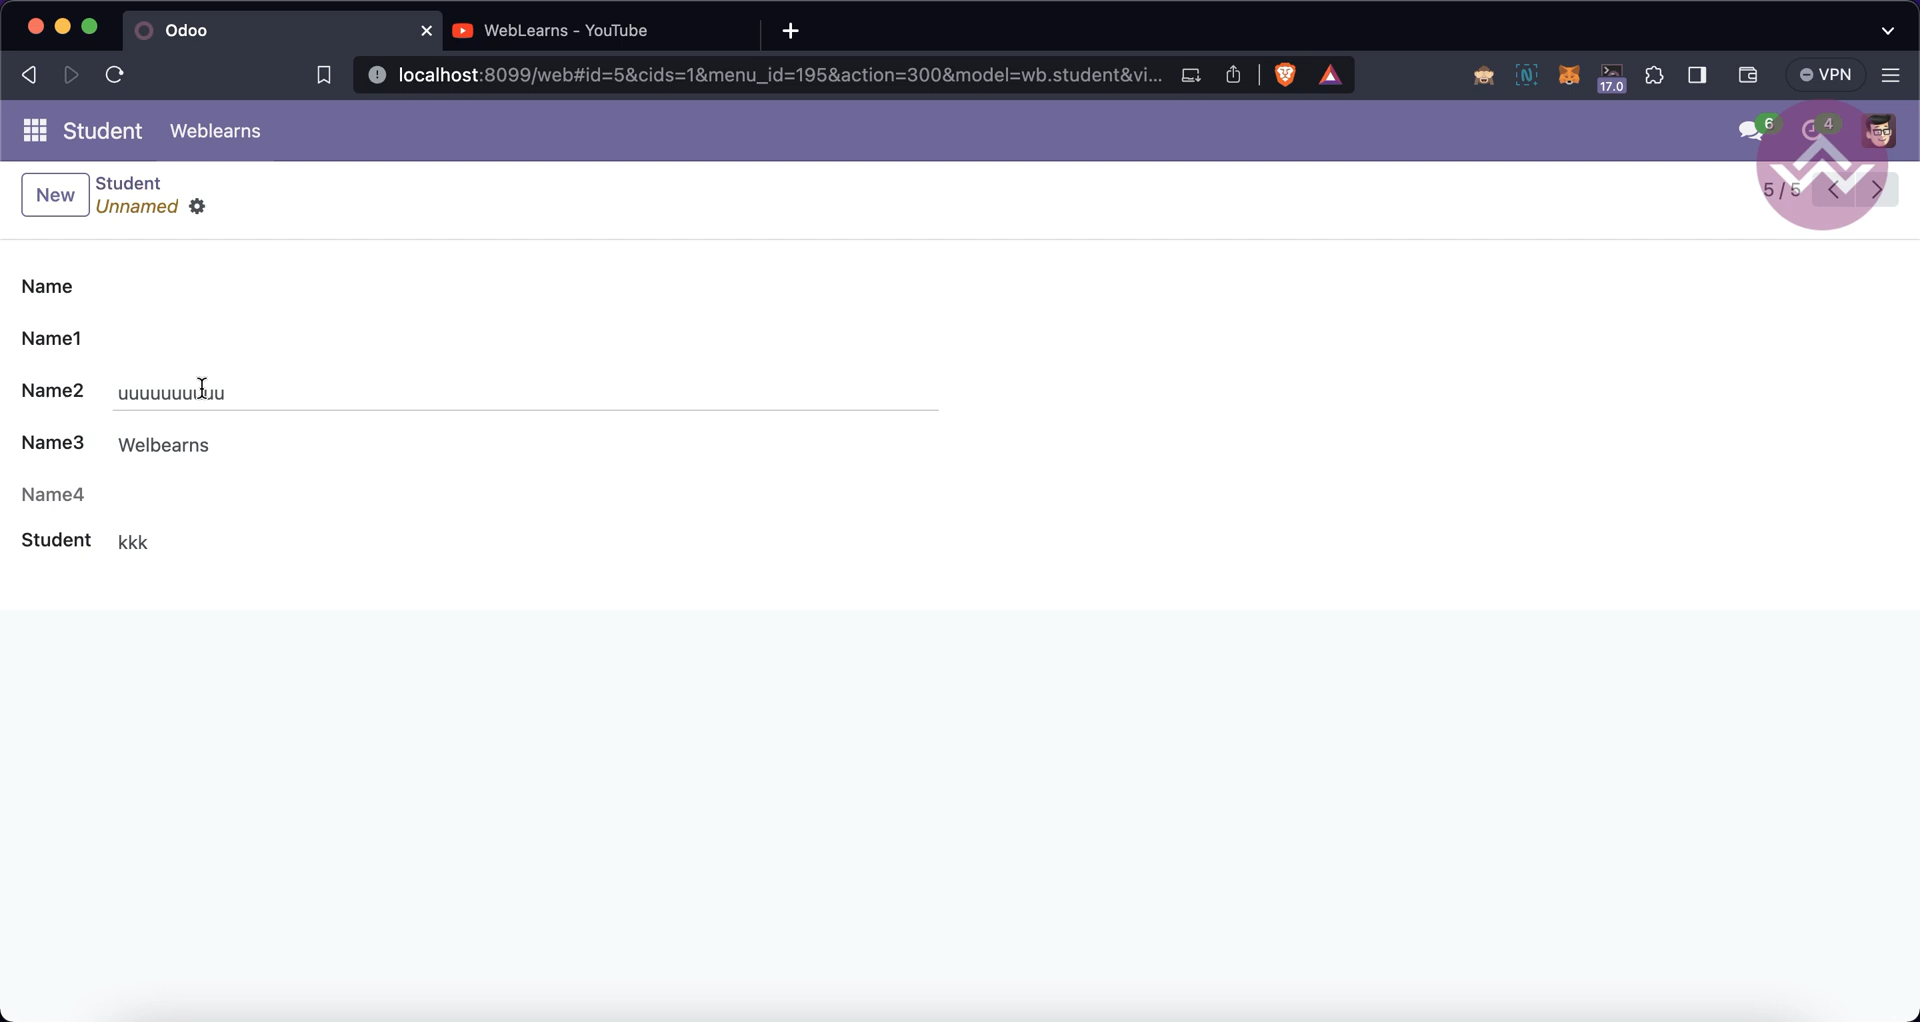 Odoo
WebLearns - YouTube
localhost:8099/web#id=5&cids=1&menu_id=195&action=300&model=wb.student&vi...
17.0
VPN
Student
Weblearns
6
4
New
Student
Unnamed
5 / 5
Name
Name1
Name2
Name3
Welbearns
Name4
Student
kkk